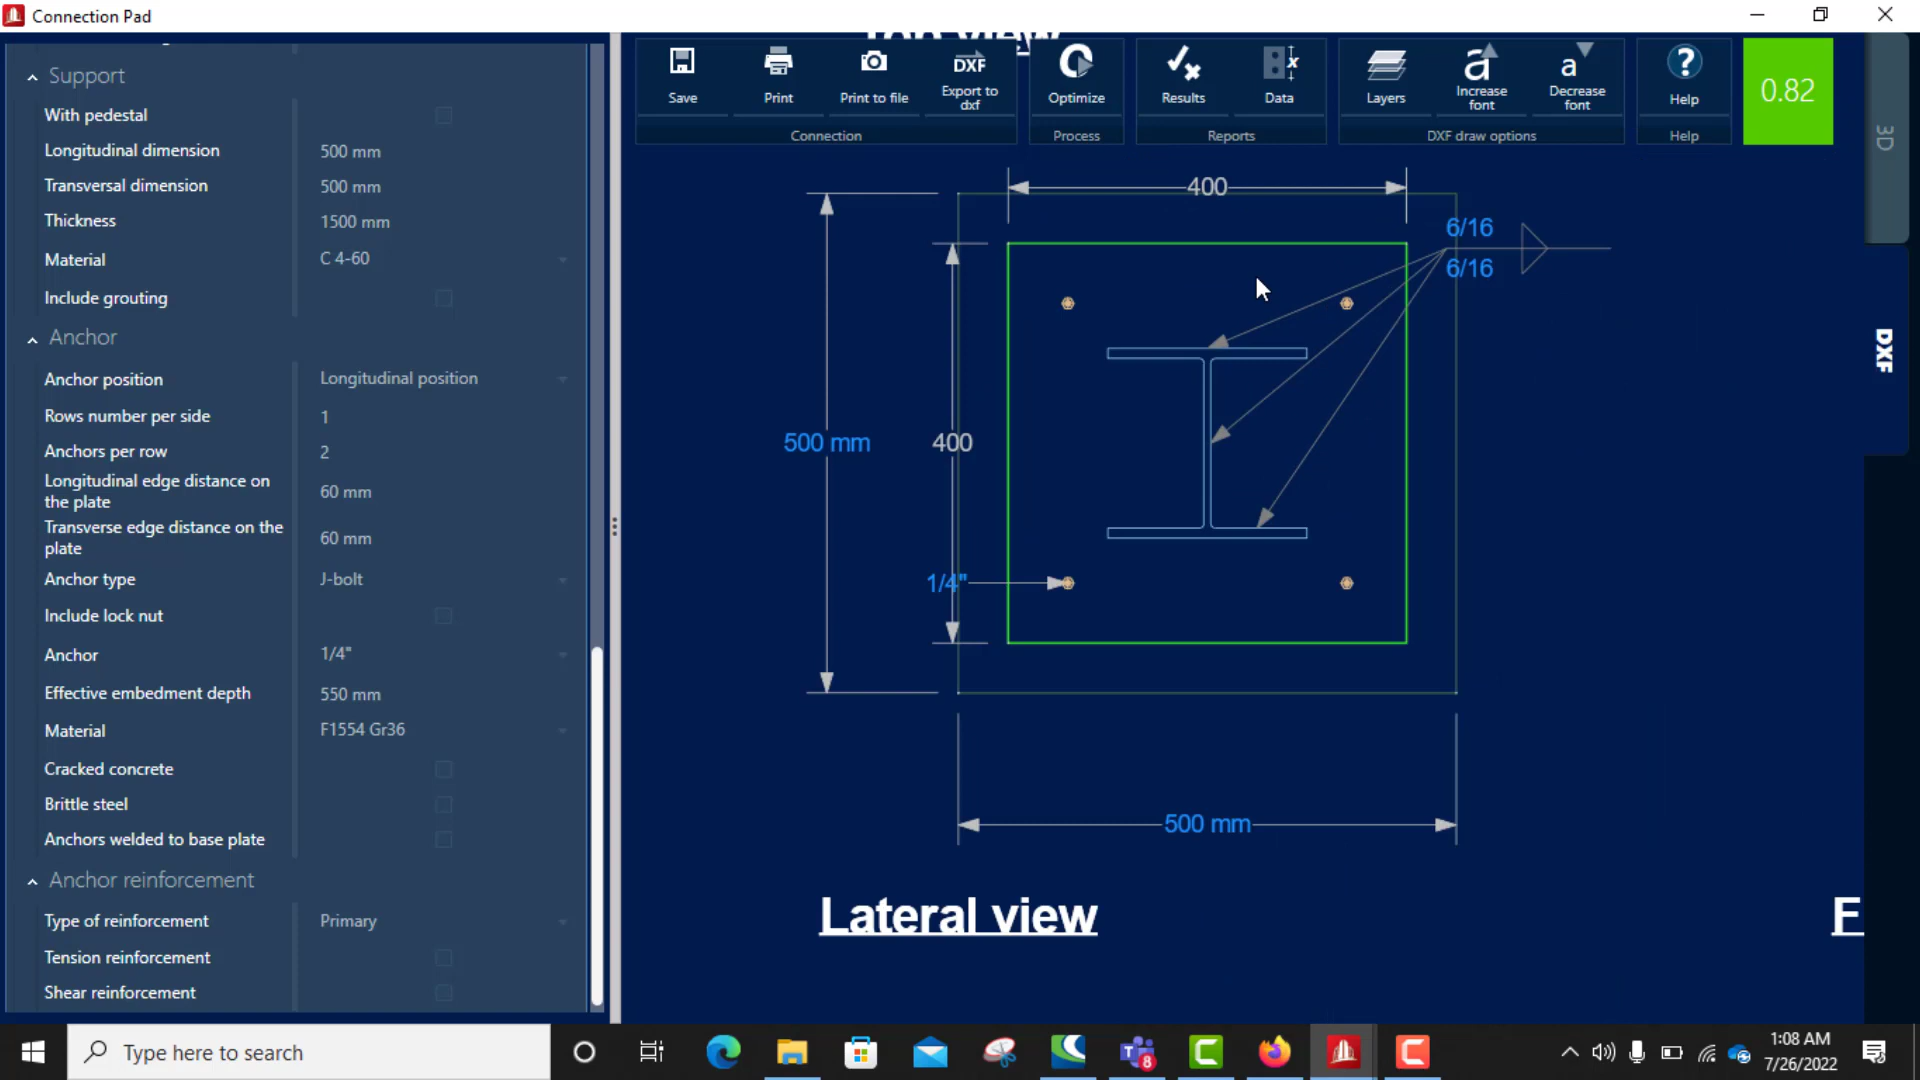 Connection Pad
Support
With pedestal
Longitudinal dimension
500 mm
Transversal dimension
500 mm
Thickness
1500 mm
Material
C 4-60
Include grouting
Anchor
Anchor position
Longitudinal position
Rows number per side
1
Anchors per row
2
Longitudinal edge distance on
the plate
60 mm
Transverse edge distance on the
plate
60 mm
Anchor type
J-bolt
Include lock nut
Anchor
1/4"
Effective embedment depth
550 mm
Material
F1554 Gr36
Cracked concrete
Brittle steel
Anchors welded to base plate
Anchor reinforcement
Type of reinforcement
Primary
Tension reinforcement
Shear reinforcement
Save
Print
Print to file
DXF
Export to
dxf
Connection
Optimize
Process
Results
Data
Reports
Layers
a
Increase
font
a
Decrease
font
DXF draw options
?
Help
Help
0.82
3D
DXF
400
6/16
6/16
500 mm
400
1/4"
500 mm
Lateral view
F
Type here to search
8
1:08 AM
7/26/2022